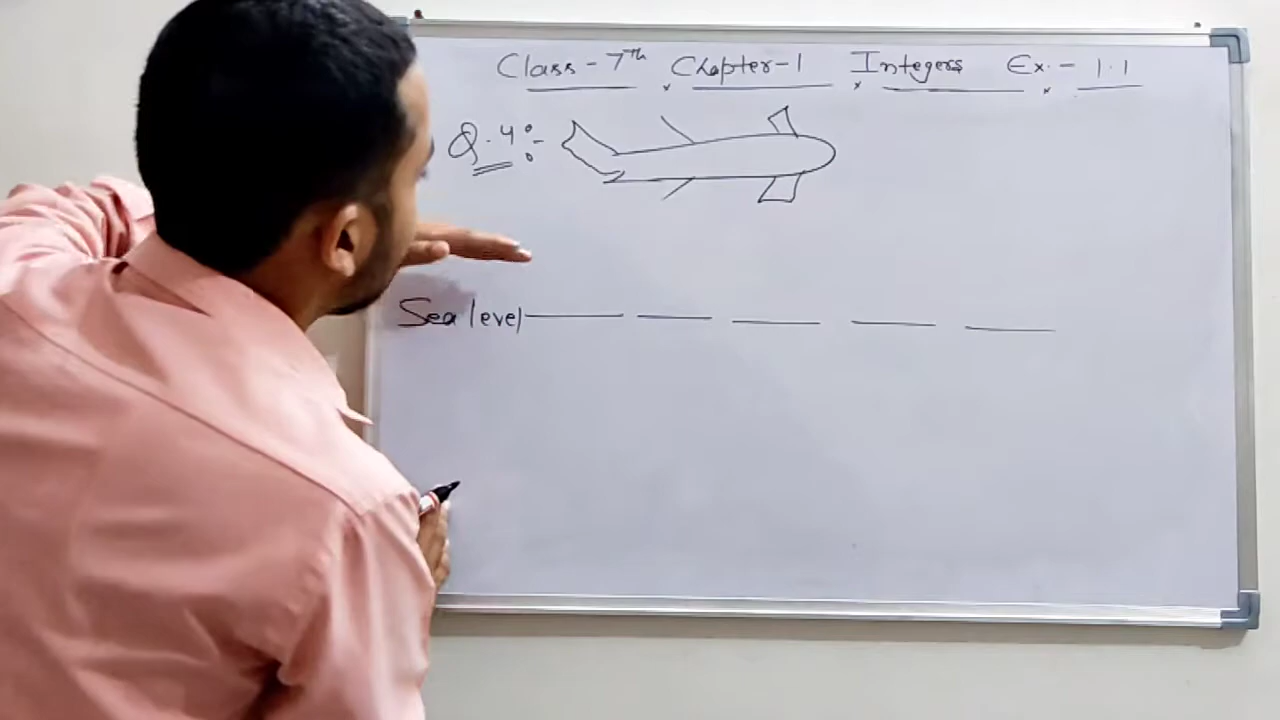 Class - 7th Chapter-1 Integers Ex. - 1.1
Q.4:-
Sea level